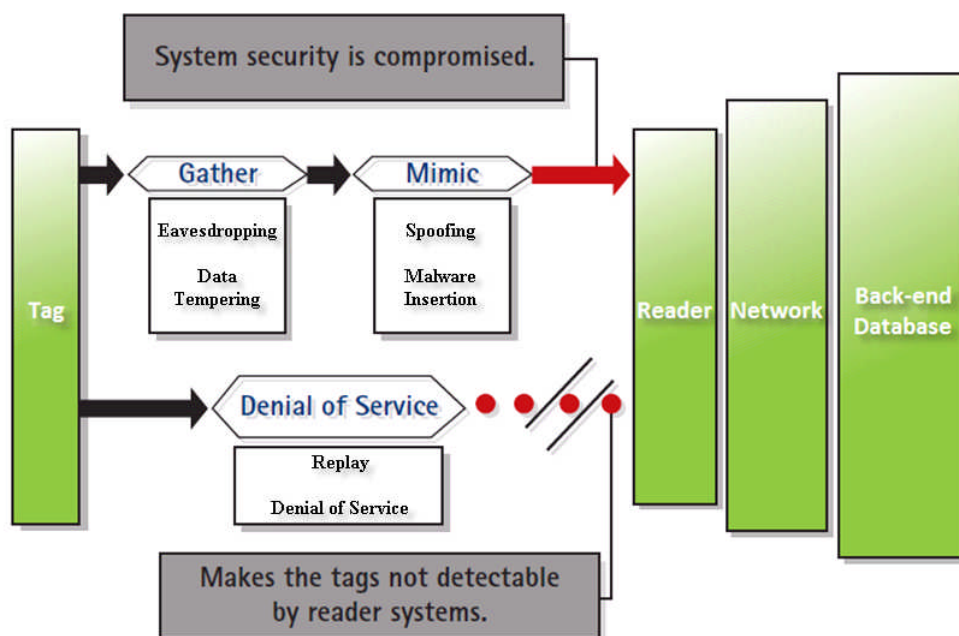 System security is compromised.
Gather
Mimic
Eavesdropping
Data
Tempering
Spoofing
Malware
Insertion
Tag
Reader
Network
Back-end
Database
Denial of Service
Replay
Denial of Service
Makes the tags not detectable
by reader systems.